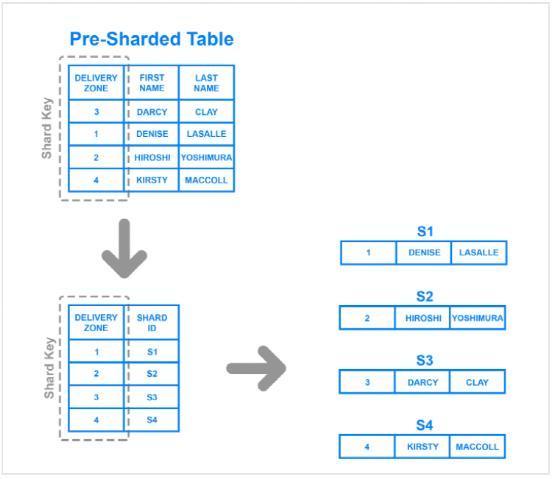 Pre-Sharded Table
Shard Key
DELIVERY ZONE FIRST NAME LAST NAME
3 DARCY CLAY
1 DENISE LASALLE
2 HIROSHI YOSHIMURA
4 KIRSTY MACCOLL
Shard Key
DELIVERY ZONE SHARD ID
1 S1
2 S2
3 S3
4 S4
S1
1 DENISE LASALLE
S2
2 HIROSHI YOSHIMURA
S3
3 DARCY CLAY
S4
4 KIRSTY MACCOLL